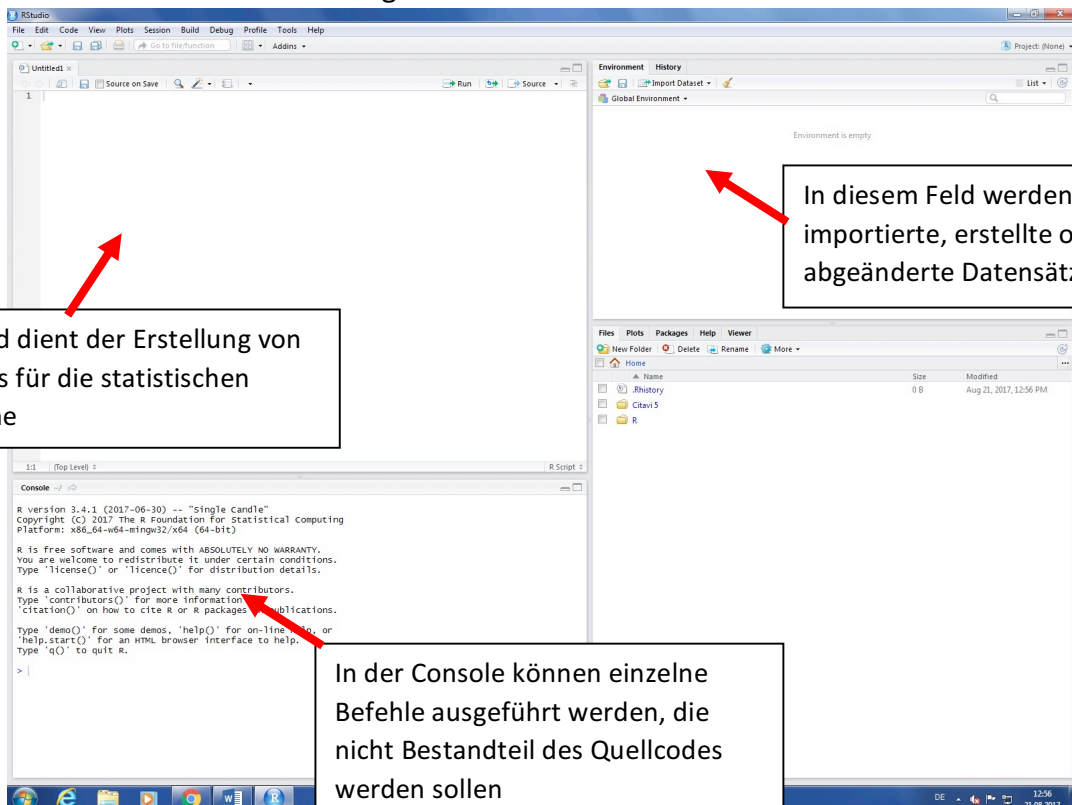 RStudio
File Edit Code View Plots Session Build Debug Profile Tools Help
Go to file/function Addins
Project: (None)
Untitled1
Source on Save Run Source
1
1:1 (Top Level) R Script
Console ~/
R version 3.4.1 (2017-06-30) -- "Single Candle"
Copyright (C) 2017 The R Foundation for Statistical Computing
Platform: x86_64-w64-mingw32/x64 (64-bit)
R is free software and comes with ABSOLUTELY NO WARRANTY.
You are welcome to redistribute it under certain conditions.
Type 'license()' or 'licence()' for distribution details.
R is a collaborative project with many contributors.
Type 'contributors()' for more information
'citation()' on how to cite R or R packages publications.
Type 'demo()' for some demos, 'help()' for on-line help, or
'help.start()' for an HTML browser interface to help.
Type 'q()' to quit R.
>
Environment History
Import Dataset List
Global Environment
Environment is empty
Files Plots Packages Help Viewer
New Folder Delete Rename More
Home
Name Size Modified
.Rhistory 0 B Aug 21, 2017, 12:56 PM
Citavi 5
R
dient der Erstellung von
für die statistischen
In diesem Feld werden
importierte, erstellte
abgeänderte
In der Console können einzelne
Befehle ausgeführt werden, die
nicht Bestandteil des Quellcodes
werden sollen
DE 12:56
21.08.2017